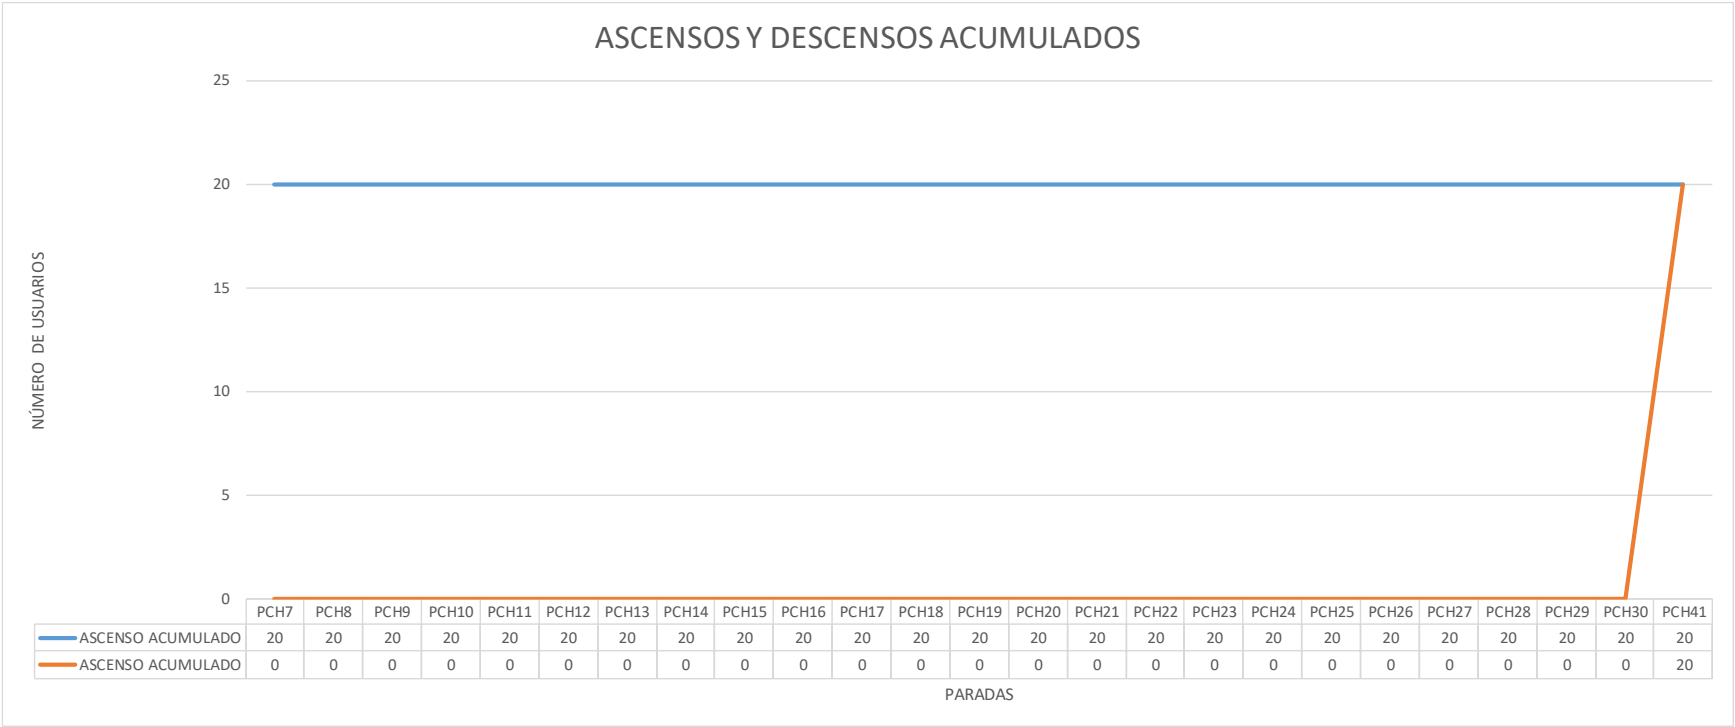 ASCENSOS Y DESCENSOS ACUMULADOS
25
20
15
10
5
0
NÚMERO DE USUARIOS
PCH7 PCH8 PCH9 PCH10 PCH11 PCH12 PCH13 PCH14 PCH15 PCH16 PCH17 PCH18 PCH19 PCH20 PCH21 PCH22 PCH23 PCH24 PCH25 PCH26 PCH27 PCH28 PCH29 PCH30 PCH41
ASCENSO ACUMULADO 20 20 20 20 20 20 20 20 20 20 20 20 20 20 20 20 20 20 20 20 20 20 20 20 20
ASCENSO ACUMULADO 0 0 0 0 0 0 0 0 0 0 0 0 0 0 0 0 0 0 0 0 0 0 0 0 20
PARADAS